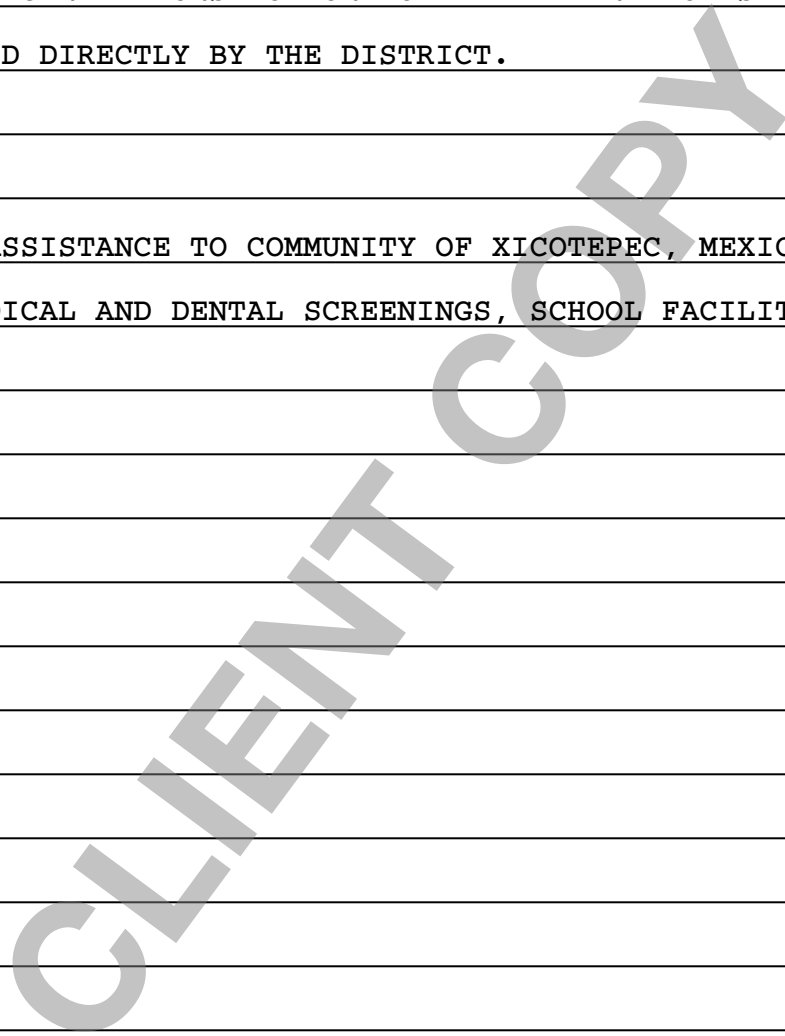 D DIRECTLY BY THE DISTRICT.
SSISTANCE TO COMMUNITY OF XICOTEPEC, MEXIC
ICAL AND DENTAL SCREENINGS, SCHOOL FACILIT
CLIENT COPY